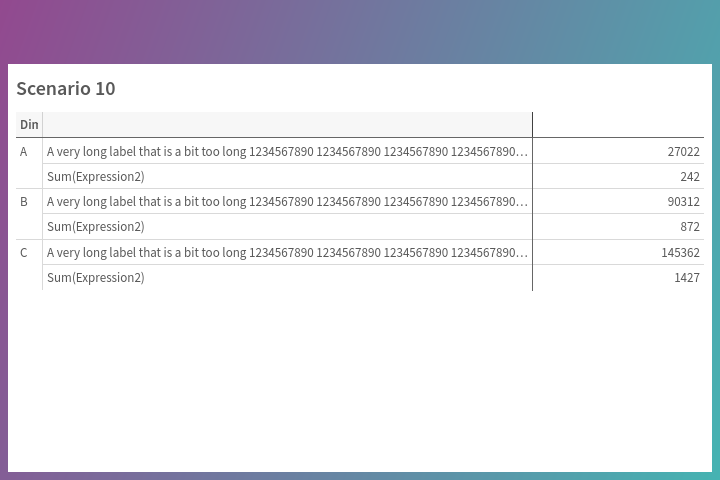 Scenario 10
Din
A A very long label that is a bit too long 1234567890 1234567890 1234567890 1234567890… 27022
Sum(Expression2) 242
B A very long label that is a bit too long 1234567890 1234567890 1234567890 1234567890… 90312
Sum(Expression2) 872
C A very long label that is a bit too long 1234567890 1234567890 1234567890 1234567890… 145362
Sum(Expression2) 1427